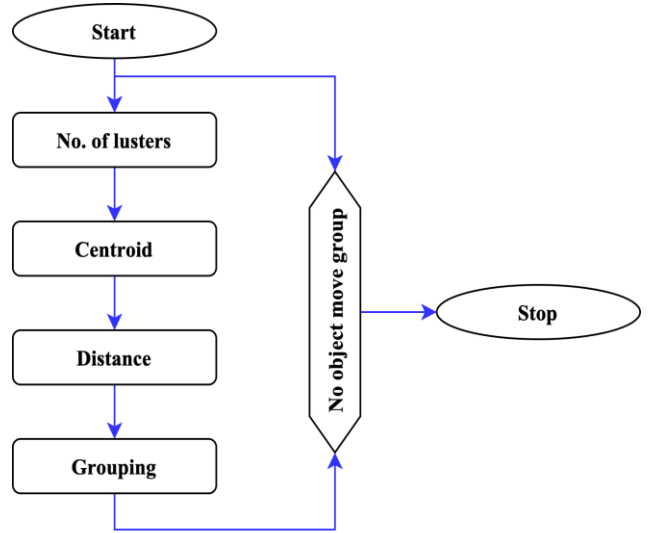 Start
No. of lusters
Centroid
Distance
Grouping
No object move group
Stop